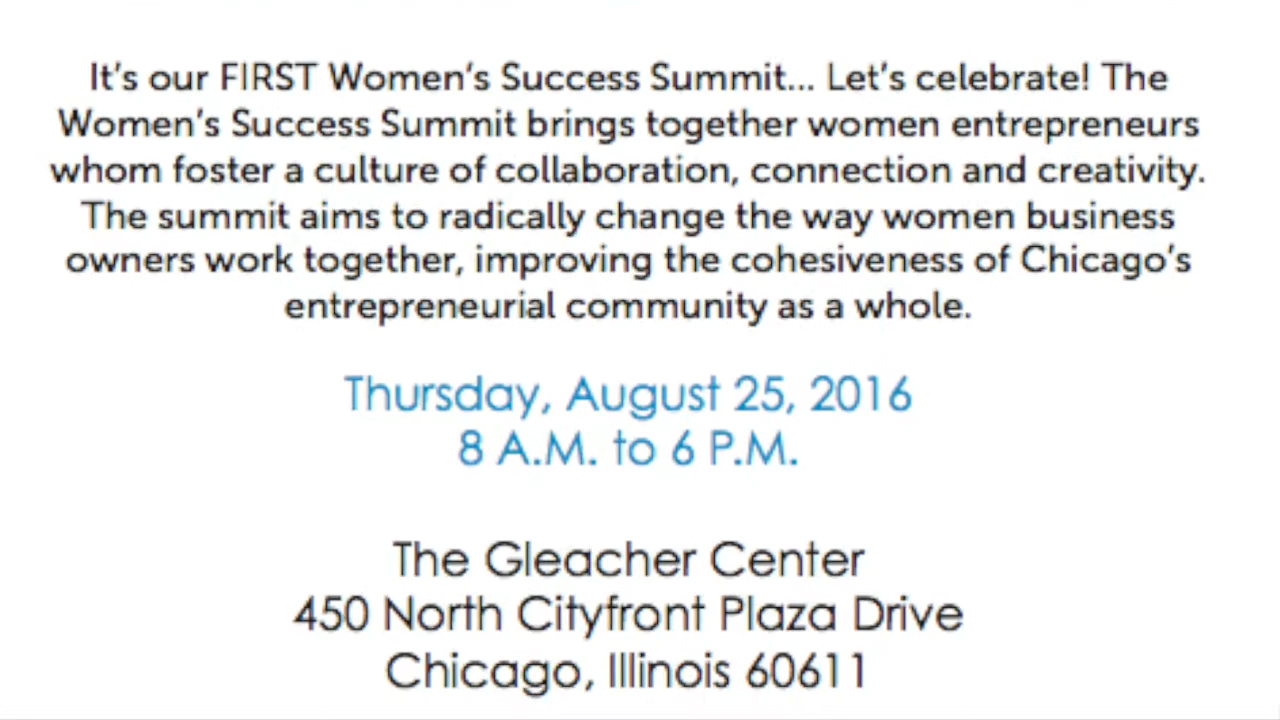 It's our FIRST Women's Success Summit... Let's celebrate! The
Women's Success Summit brings together women entrepreneurs
whom foster a culture of collaboration, connection and creativity.
The summit aims to radically change the way women business
owners work together, improving the cohesiveness of Chicago's
entrepreneurial community as a whole.
Thursday, August 25, 2016
8 A.M. to 6 P.M.
The Gleacher Center
450 North Cityfront Plaza Drive
Chicago, Illinois 60611